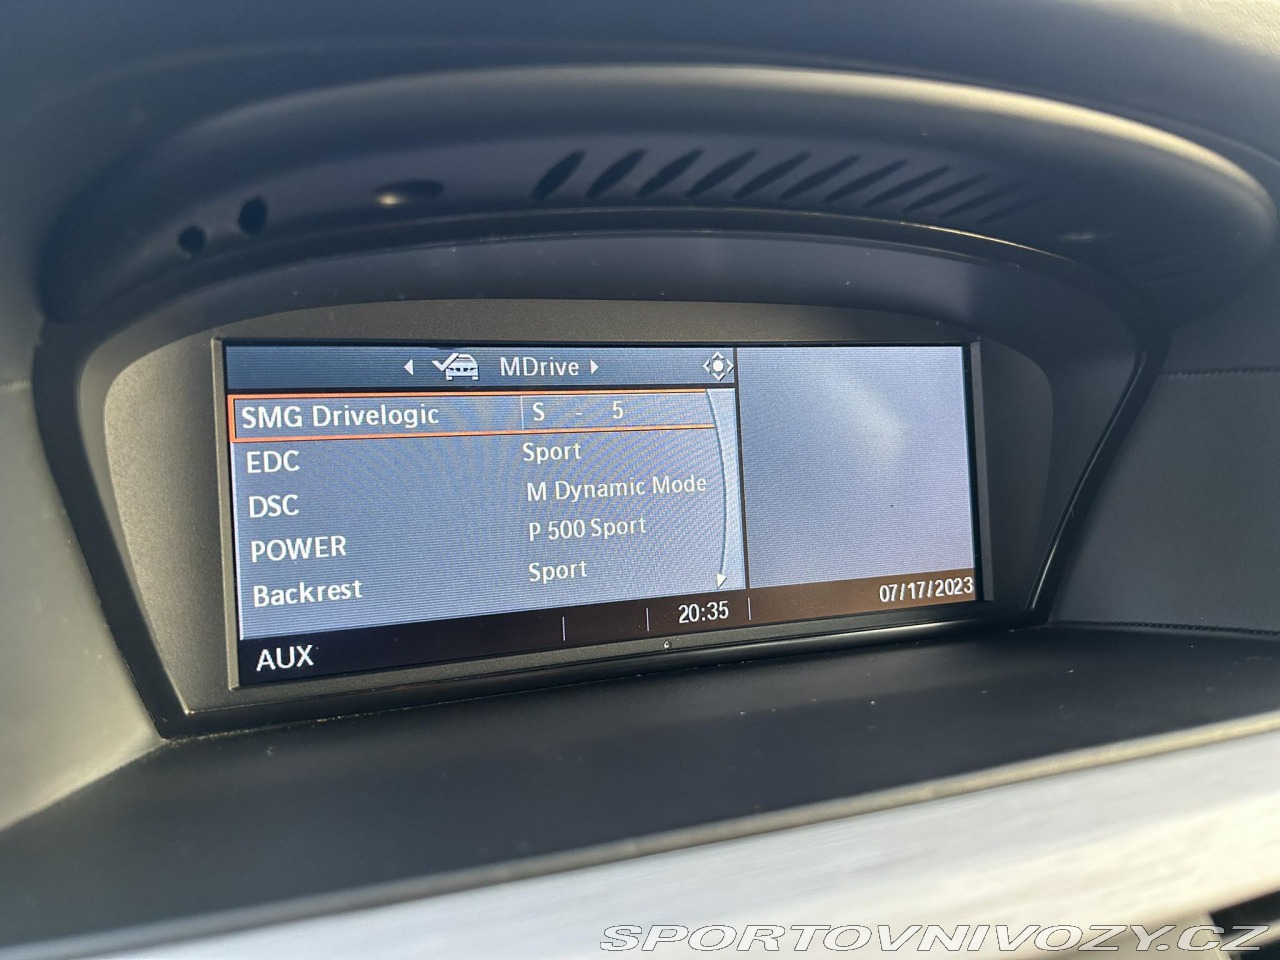 MDrive
SMG Drivelogic S - 5
EDC Sport
DSC M Dynamic Mode
POWER P 500 Sport
Backrest Sport
AUX 20:35 07/17/2023
SPORTOVNIVOZY.CZ